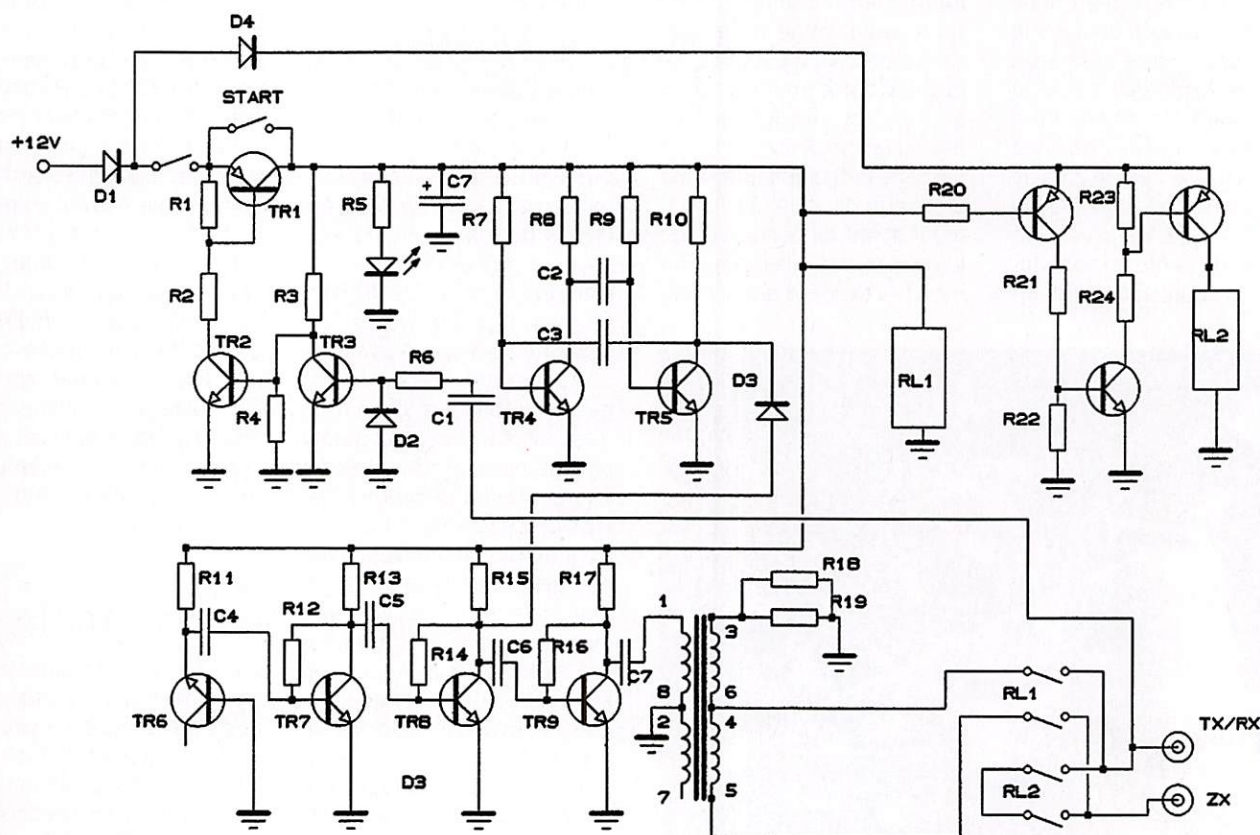 D4
START
+12V
D1
R1
TR1
R5
+
C7
R7
R8
R9
R10
R20
R23
R2
R3
C2
R21
R24
TR2
TR3
R6
C3
D3
RL1
RL2
R4
D2
C1
TR4
TR5
R22
R11
R13
R15
R17
R18
C4
R12
C5
1
R19
3
R14
C6
R16
C7
8
6
RL1
TR6
TR7
TR8
TR9
2
4
TX/RX
D3
7
5
RL2
ZX